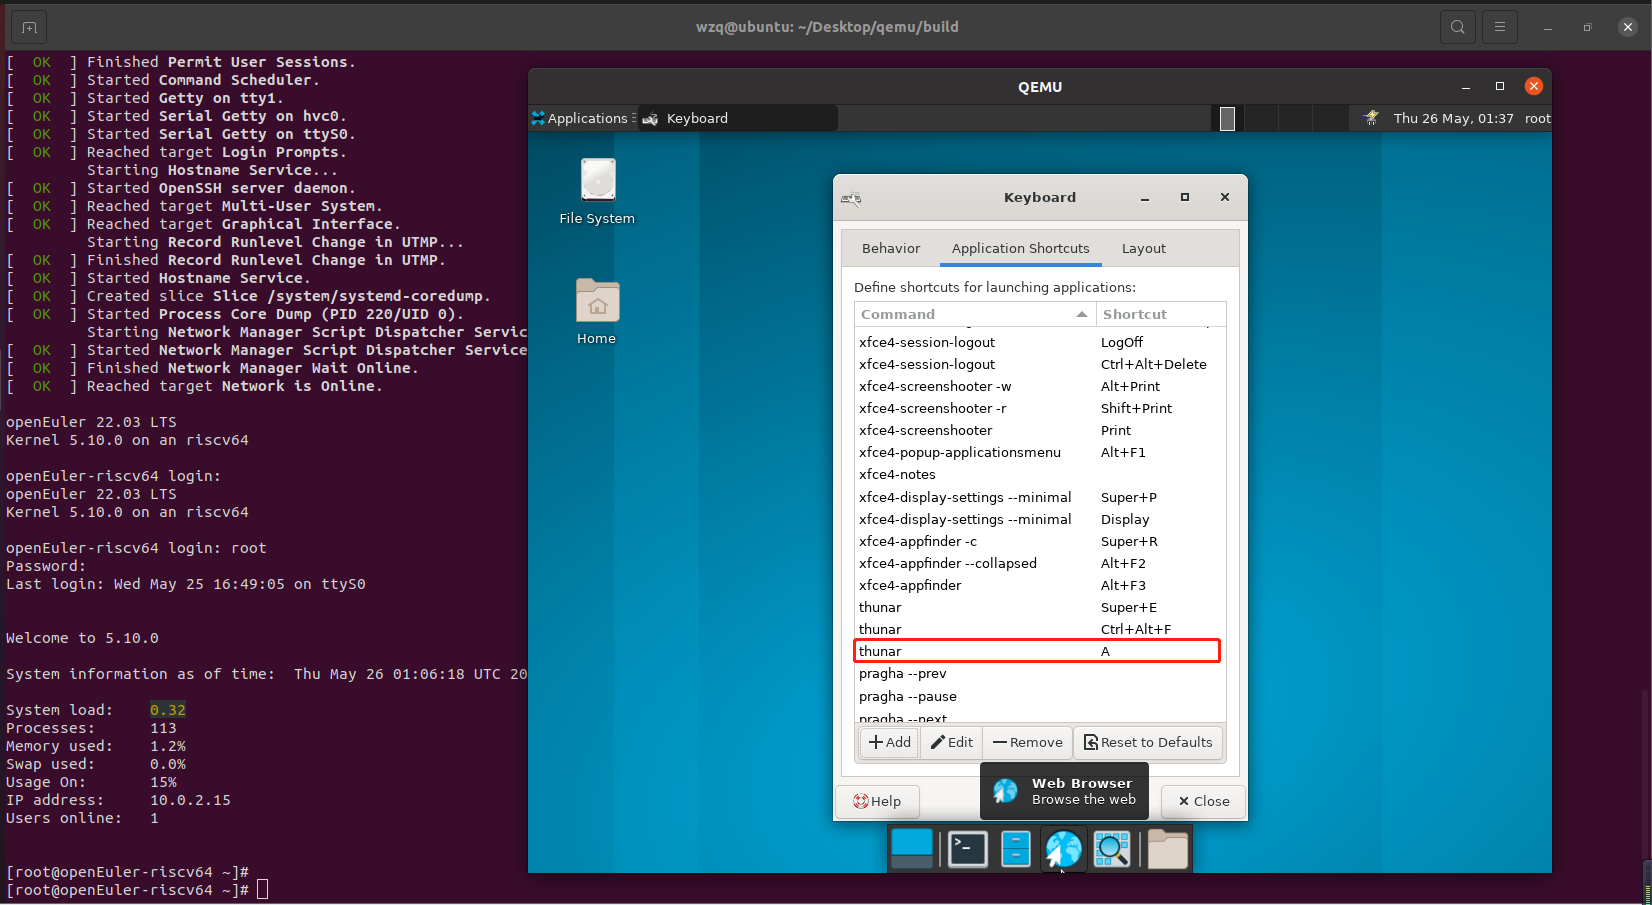 wzq@ubuntu: ~/Desktop/qemu/build
[  OK  ] Finished Permit User Sessions.
[  OK  ] Started Command Scheduler.
[  OK  ] Started Getty on tty1.
[  OK  ] Started Serial Getty on hvc0.
[  OK  ] Started Serial Getty on ttyS0.
[  OK  ] Reached target Login Prompts.
Starting Hostname Service...
[  OK  ] Started OpenSSH server daemon.
[  OK  ] Reached target Multi-User System.
[  OK  ] Reached target Graphical Interface.
Starting Record Runlevel Change in UTMP...
[  OK  ] Finished Record Runlevel Change in UTMP.
[  OK  ] Started Hostname Service.
[  OK  ] Created slice Slice /system/systemd-coredump.
[  OK  ] Started Process Core Dump (PID 220/UID 0).
Starting Network Manager Script Dispatcher Servic
[  OK  ] Started Network Manager Script Dispatcher Service
[  OK  ] Finished Network Manager Wait Online.
[  OK  ] Reached target Network is Online.
openEuler 22.03 LTS
Kernel 5.10.0 on an riscv64
openEuler-riscv64 login:
openEuler 22.03 LTS
Kernel 5.10.0 on an riscv64
openEuler-riscv64 login: root
Password:
Last login: Wed May 25 16:49:05 on ttyS0
Welcome to 5.10.0
System information as of time:  Thu May 26 01:06:18 UTC 20
System load:    0.32
Processes:      113
Memory used:    1.2%
Swap used:      0.0%
Usage On:       15%
IP address:     10.0.2.15
Users online:   1
[root@openEuler-riscv64 ~]#
[root@openEuler-riscv64 ~]#
QEMU
Applications Keyboard Thu 26 May, 01:37 root
File System
Home
Keyboard
Behavior Application Shortcuts Layout
Define shortcuts for launching applications:
Command Shortcut
xfce4-session-logout LogOff
xfce4-session-logout Ctrl+Alt+Delete
xfce4-screenshooter -w Alt+Print
xfce4-screenshooter -r Shift+Print
xfce4-screenshooter Print
xfce4-popup-applicationsmenu Alt+F1
xfce4-notes
xfce4-display-settings --minimal Super+P
xfce4-display-settings --minimal Display
xfce4-appfinder -c Super+R
xfce4-appfinder --collapsed Alt+F2
xfce4-appfinder Alt+F3
thunar Super+E
thunar Ctrl+Alt+F
thunar A
pragha --prev
pragha --pause
pragha --next
Add Edit Remove Reset to Defaults
Web Browser
Browse the web
Help Close